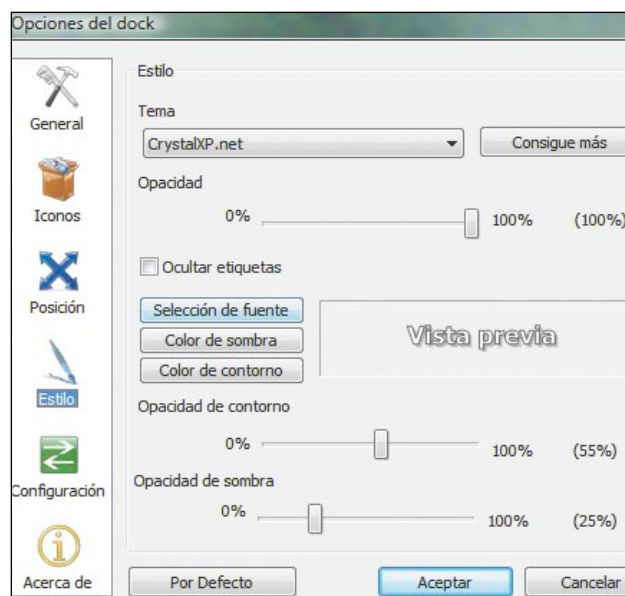 Opciones del dock
General
Iconos
Posición
Estilo
Configuración
Acerca de
Estilo
Tema
CrystalXP.net
Consigue más
Opacidad
0% 100% (100%)
Ocultar etiquetas
Selección de fuente
Color de sombra
Color de contorno
Vista previa
Opacidad de contorno
0% 100% (55%)
Opacidad de sombra
0% 100% (25%)
Por Defecto
Aceptar
Cancelar